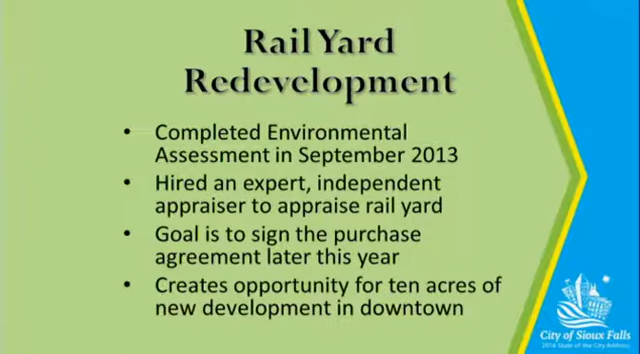 Rail Yard
Redevelopment
• Completed Environmental
Assessment in September 2013
• Hired an expert, independent
appraiser to appraise rail yard
• Goal is to sign the purchase
agreement later this year
• Creates opportunity for ten acres of
new development in downtown
City of Sioux Falls
2014 State of the City Address